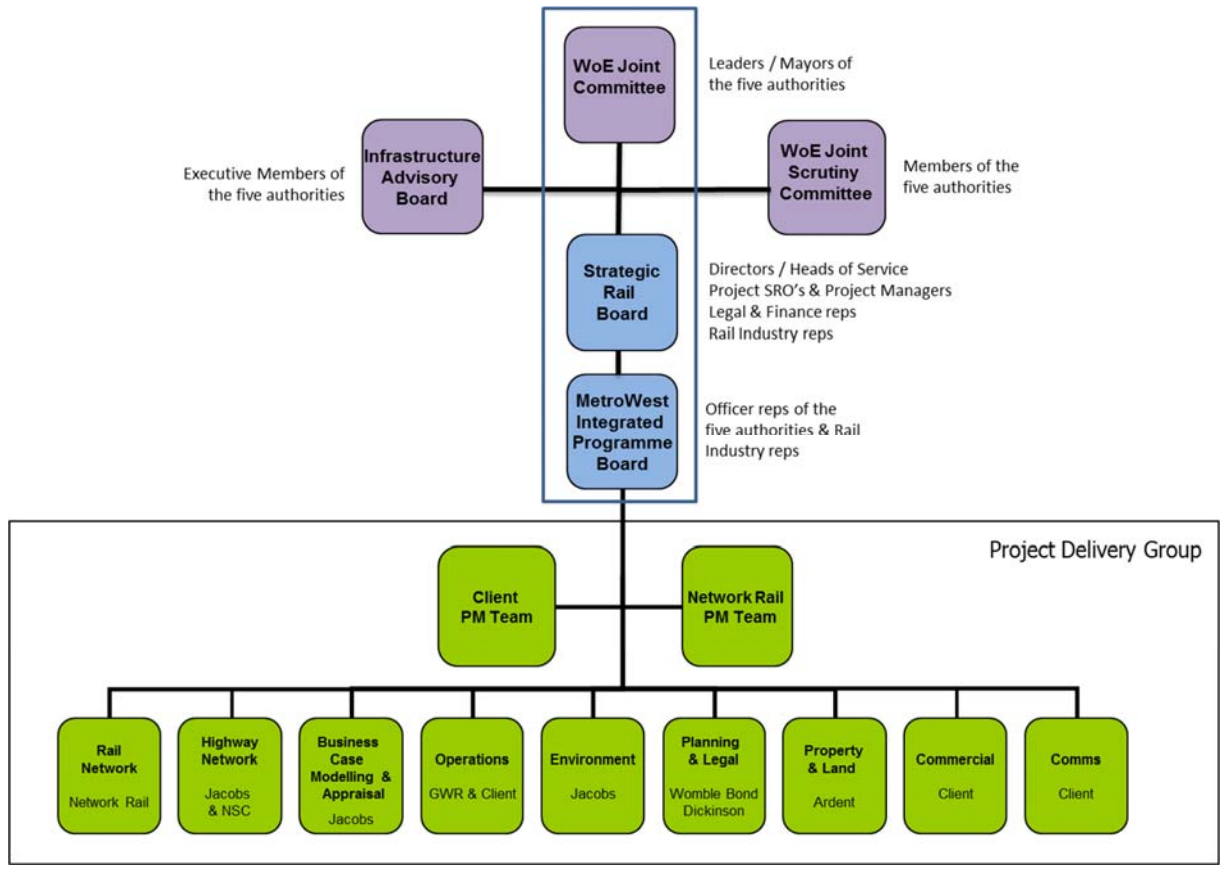 WoE Joint
Committee
Leaders / Mayors of
the five authorities
Executive Members of
the five authorities
Infrastructure
Advisory
Board
WoE Joint
Scrutiny
Committee
Members of the
five authorities
Strategic
Rail
Board
Directors / Heads of Service
Project SRO's & Project Managers
Legal & Finance reps
Rail Industry reps
MetroWest
Integrated
Programme
Board
Officer reps of the
five authorities & Rail
Industry reps
Project Delivery Group
Client
PM Team
Network Rail
PM Team
Rail
Network
Network Rail
Highway
Network
Jacobs
& NSC
Business
Case
Modelling &
Appraisal
Jacobs
Operations
GWR & Client
Environment
Jacobs
Planning
& Legal
Womble Bond
Dickinson
Property
& Land
Ardent
Commercial
Client
Comms
Client